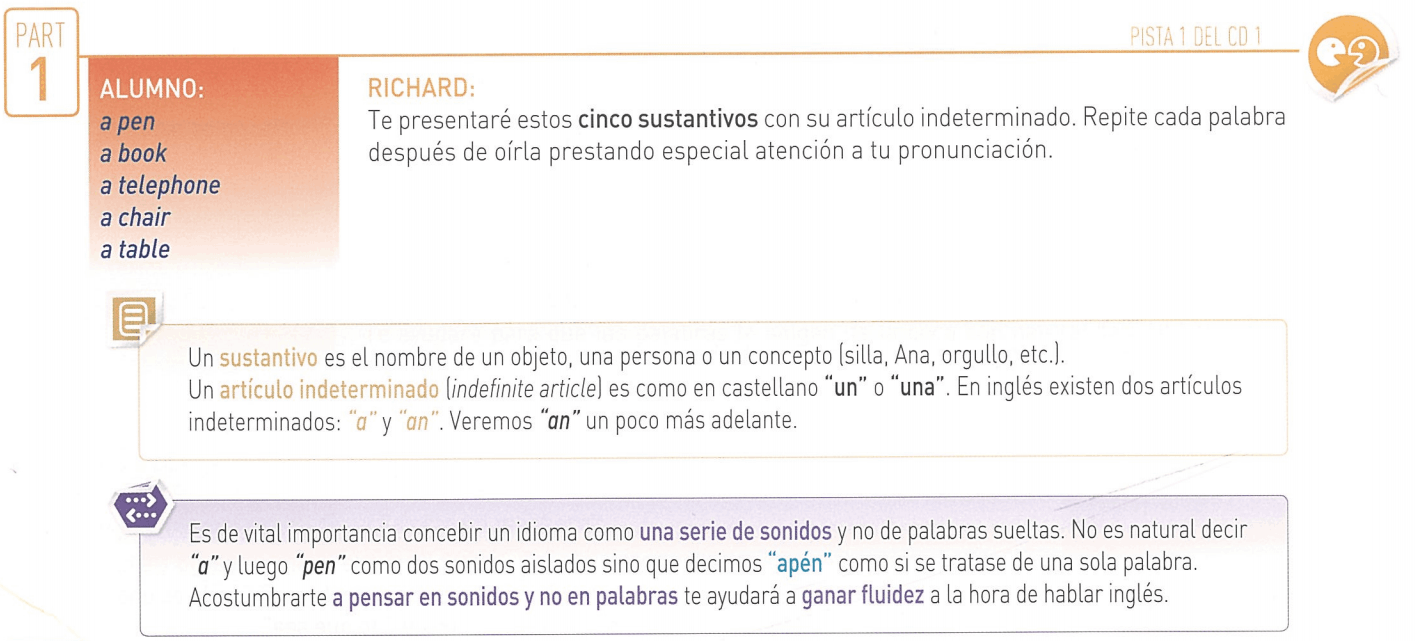 PART
1
PISTA 1 DEL CD 1
ALUMNO:
a pen
a book
a telephone
a chair
a table
RICHARD:
Te presentaré estos cinco sustantivos con su artículo indeterminado. Repite cada palabra
después de oírla prestando especial atención a tu pronunciación.
Un sustantivo es el nombre de un objeto, una persona o un concepto (silla, Ana, orgullo, etc.).
Un artículo indeterminado (indefinite article) es como en castellano “un” o “una”. En inglés existen dos artículos
indeterminados: “a” y “an”. Veremos “an” un poco más adelante.
Es de vital importancia concebir un idioma como una serie de sonidos y no de palabras sueltas. No es natural decir
“a” y luego “pen” como dos sonidos aislados sino que decimos “apén” como si se tratase de una sola palabra.
Acostumbrarte a pensar en sonidos y no en palabras te ayudará a ganar fluidez a la hora de hablar inglés.